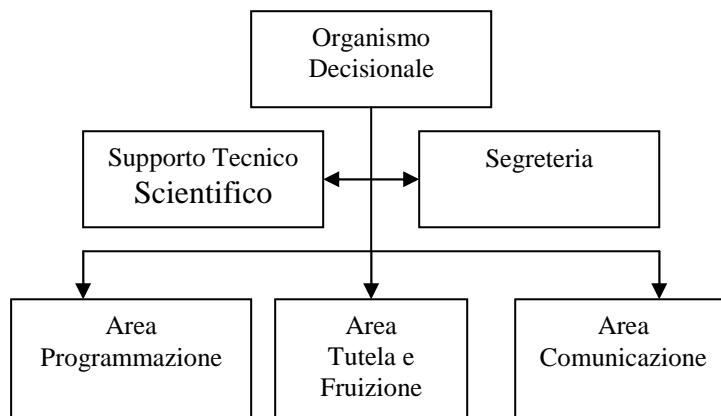 Organismo
Decisionale
Supporto Tecnico
Scientifico
Segreteria
Area
Programmazione
Area
Tutela e
Fruizione
Area
Comunicazione